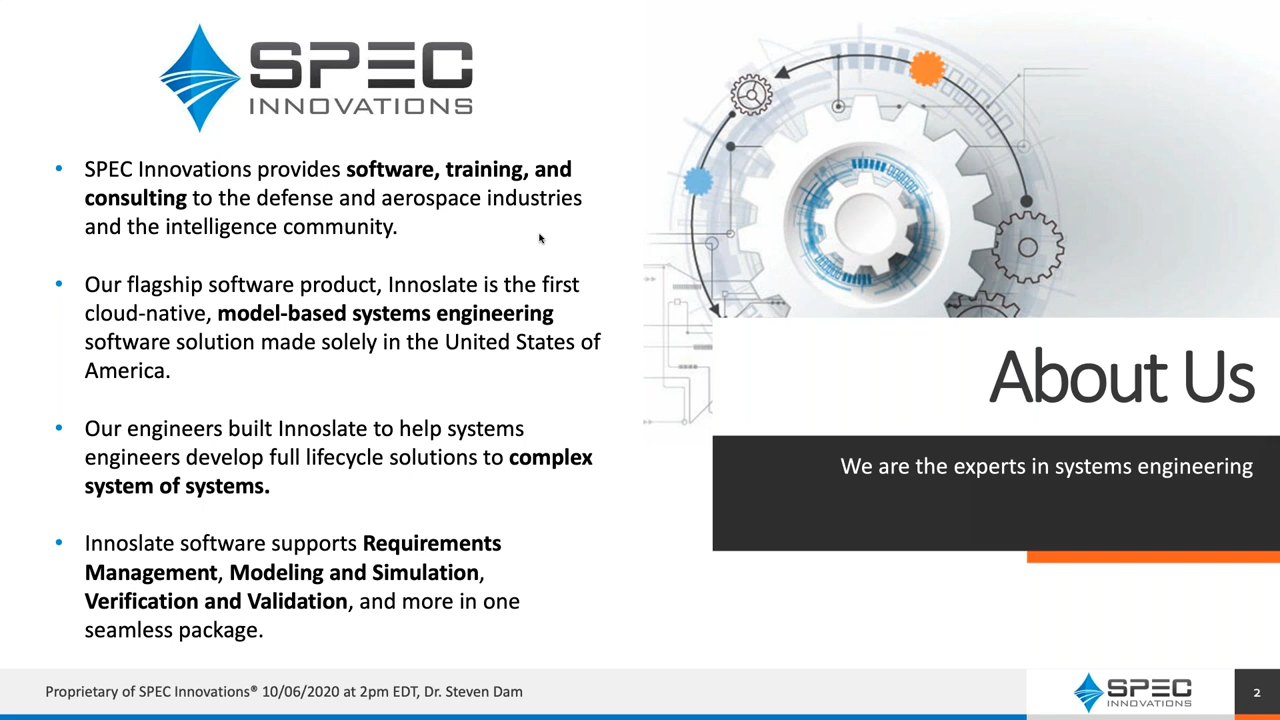 SPEC
INNOVATIONS
• SPEC Innovations provides software, training, and
consulting to the defense and aerospace industries
and the intelligence community.
• Our flagship software product, Innoslate is the first
cloud-native, model-based systems engineering
software solution made solely in the United States of
America.
• Our engineers built Innoslate to help systems
engineers develop full lifecycle solutions to complex
system of systems.
• Innoslate software supports Requirements
Management, Modeling and Simulation,
Verification and Validation, and more in one
seamless package.
About Us
We are the experts in systems engineering
Proprietary of SPEC Innovations® 10/06/2020 at 2pm EDT, Dr. Steven Dam
SPEC
INNOVATIONS
2